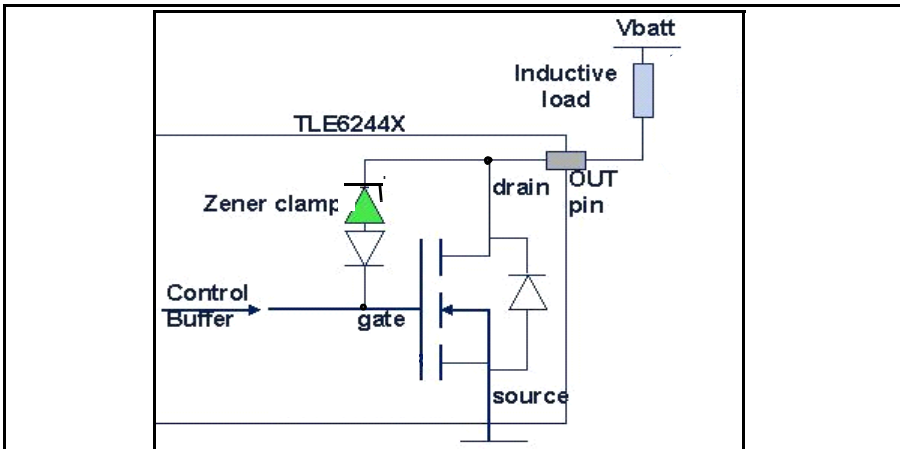 Vbatt
Inductive
load
TLE6244X
drain
OUT
pin
Zener clamp
Control
Buffer
gate
source